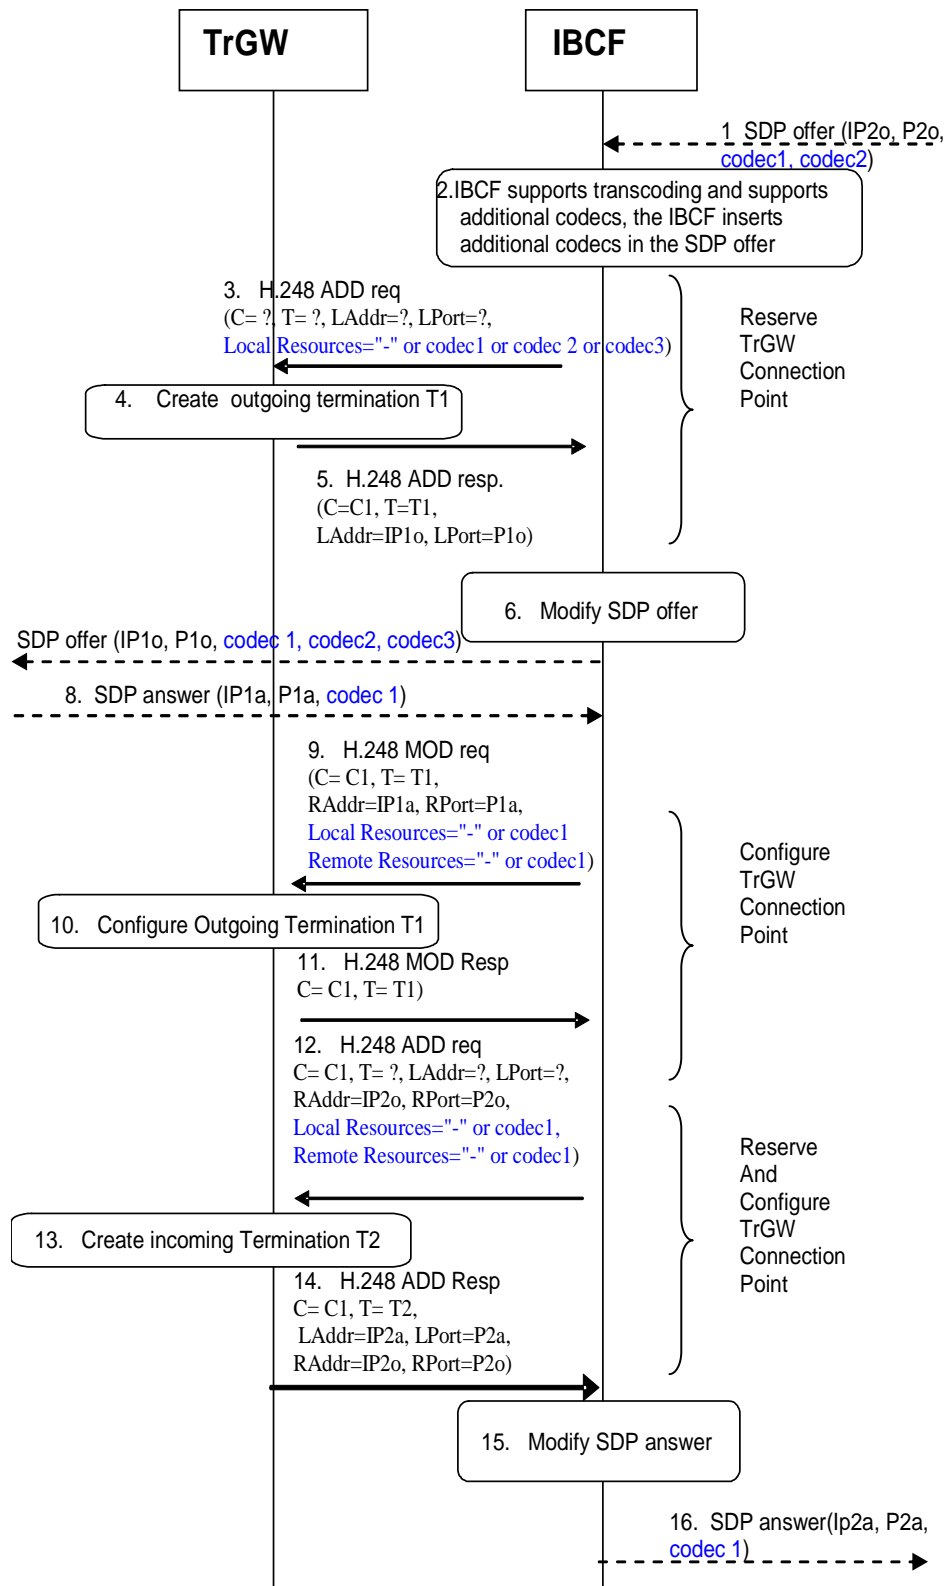 TrGW
IBCF
1 SDP offer (IP2o, P2o,
codec1, codec2)
2.IBCF supports transcoding and supports
additional codecs, the IBCF inserts
additional codecs in the SDP offer
3. H.248 ADD req
(C= ?, T= ?, LAddr=?, LPort=?,
Local Resources="-" or codec1 or codec 2 or codec3)
Reserve
TrGW
Connection
Point
4. Create outgoing termination T1
5. H.248 ADD resp.
(C=C1, T=T1,
LAddr=IP1o, LPort=P1o)
6. Modify SDP offer
SDP offer (IP1o, P1o, codec 1, codec2, codec3)
8. SDP answer (IP1a, P1a, codec 1)
9. H.248 MOD req
(C= C1, T= T1,
RAddr=IP1a, RPort=P1a,
Local Resources="-" or codec1
Remote Resources="-" or codec1)
Configure
TrGW
Connection
Point
10. Configure Outgoing Termination T1
11. H.248 MOD Resp
C= C1, T= T1)
12. H.248 ADD req
C= C1, T= ?, LAddr=?, LPort=?,
RAddr=IP2o, RPort=P2o,
Local Resources="-" or codec1,
Remote Resources="-" or codec1)
Reserve
And
Configure
TrGW
Connection
Point
13. Create incoming Termination T2
14. H.248 ADD Resp
C= C1, T= T2,
LAddr=IP2a, LPort=P2a,
RAddr=IP2o, RPort=P2o)
15. Modify SDP answer
16. SDP answer(Ip2a, P2a,
codec 1)